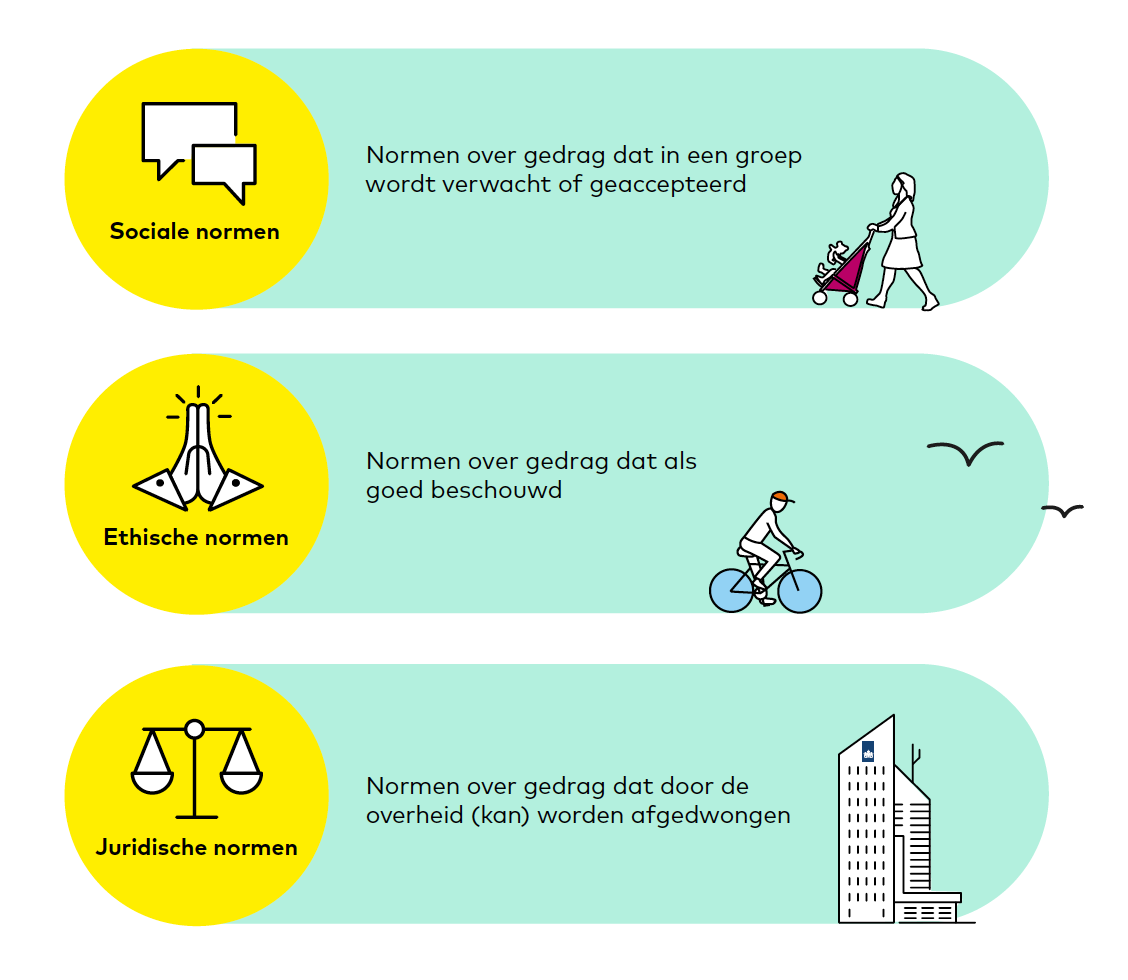 Normen over gedrag dat in een groep
wordt verwacht of geaccepteerd
Sociale normen
Normen over gedrag dat als
goed beschouwd
Ethische normen
Normen over gedrag dat door de
overheid (kan) worden afgedwongen
Juridische normen